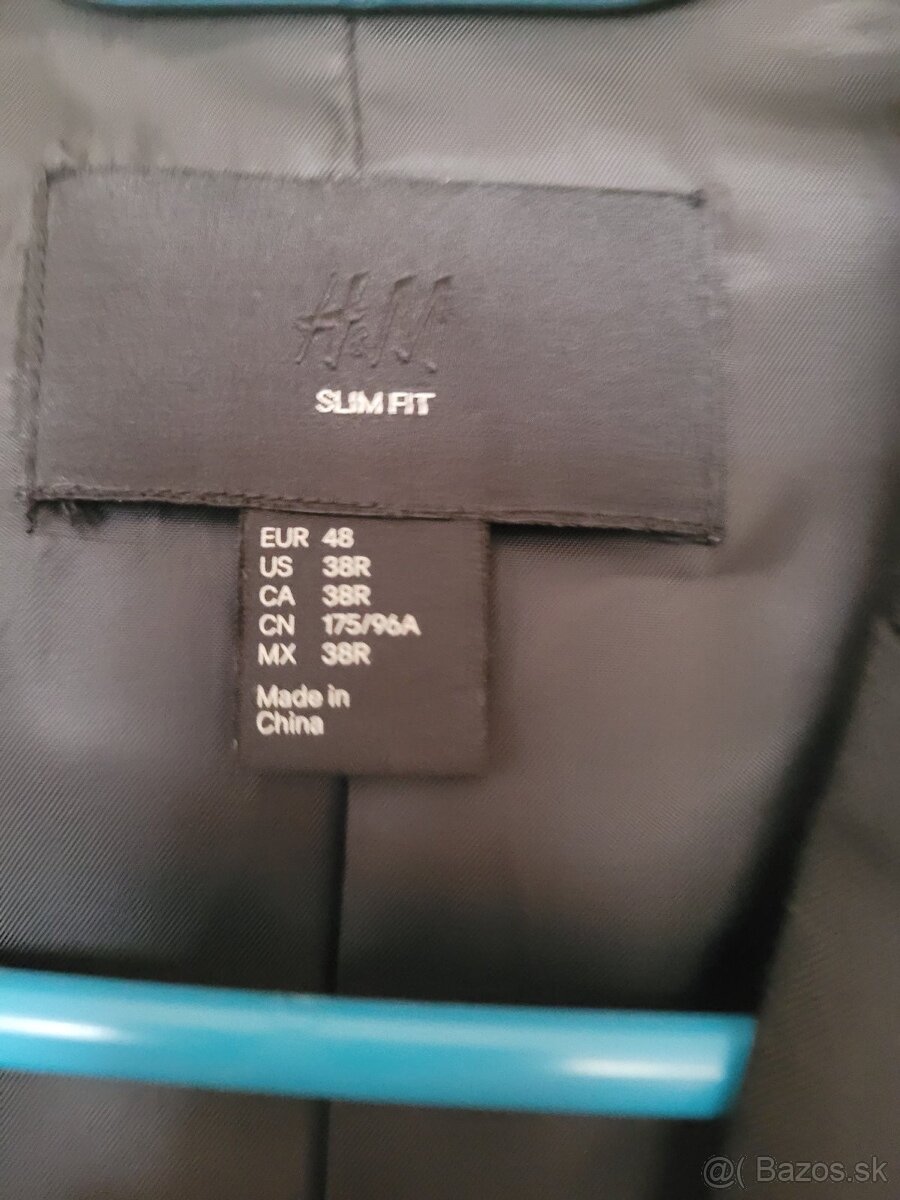 H&M
SLIM FIT
EUR 48
US 38R
CA 38R
CN 175/96A
MX 38R
Made in
China
@( Bazos.sk